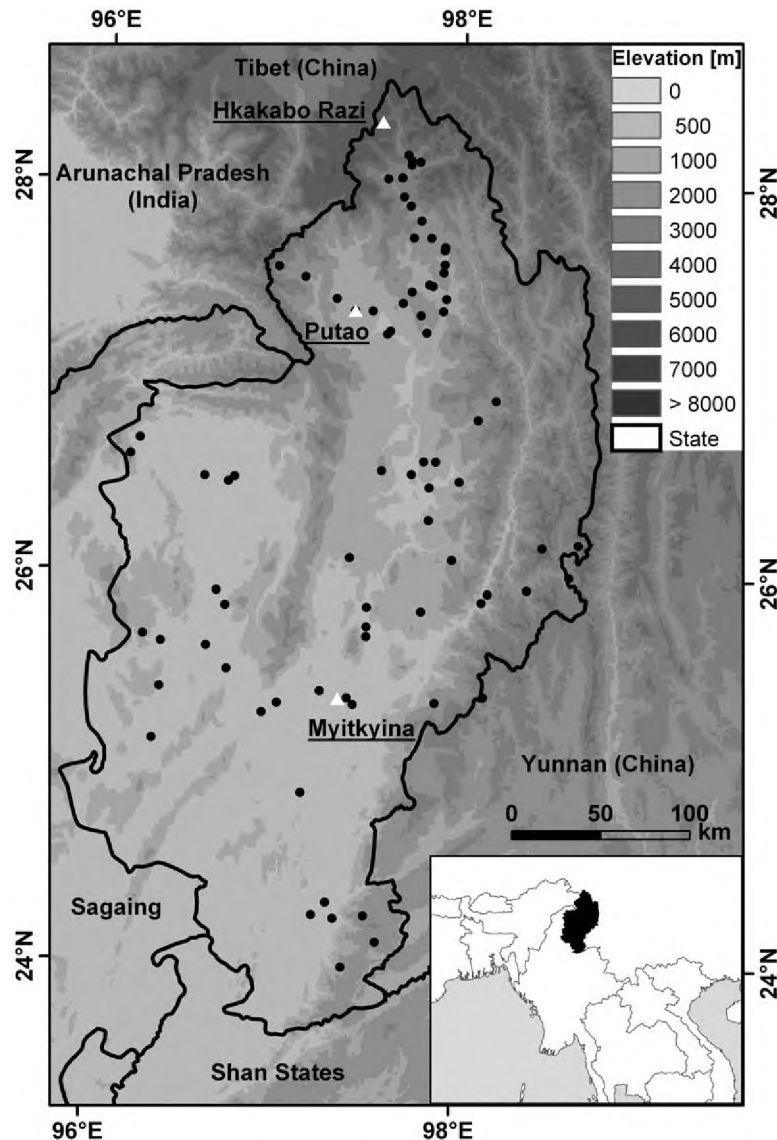 96°E
98°E
Tibet (China)
Hkakabo Razi
Arunachal Pradesh
(India)
28°N
28°N
Elevation [m]
0
500
1000
2000
3000
4000
5000
6000
7000
> 8000
State
Putao
26°N
26°N
Myitkyina
Yunnan (China)
0 50 100
km
Sagaing
24°N
24°N
Shan States
96°E
98°E